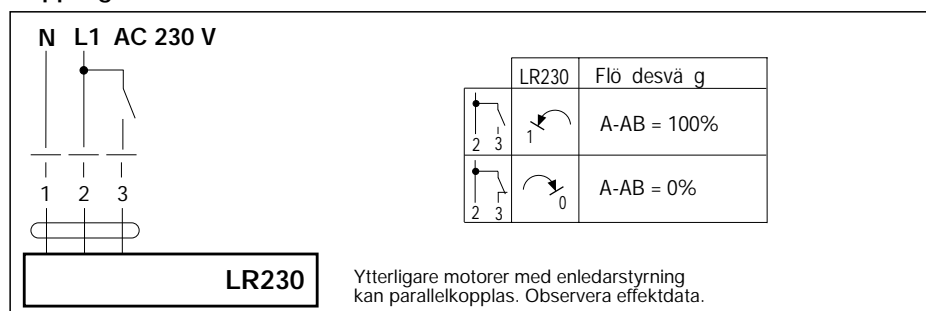 N L1 AC 230 V
1 2 3
LR230
LR230 Flö desvä g
2 3 1 A-AB = 100%
2 3 0 A-AB = 0%
Ytterligare motorer med enledarstyrning
kan parallelkopplas. Observera effektdata.